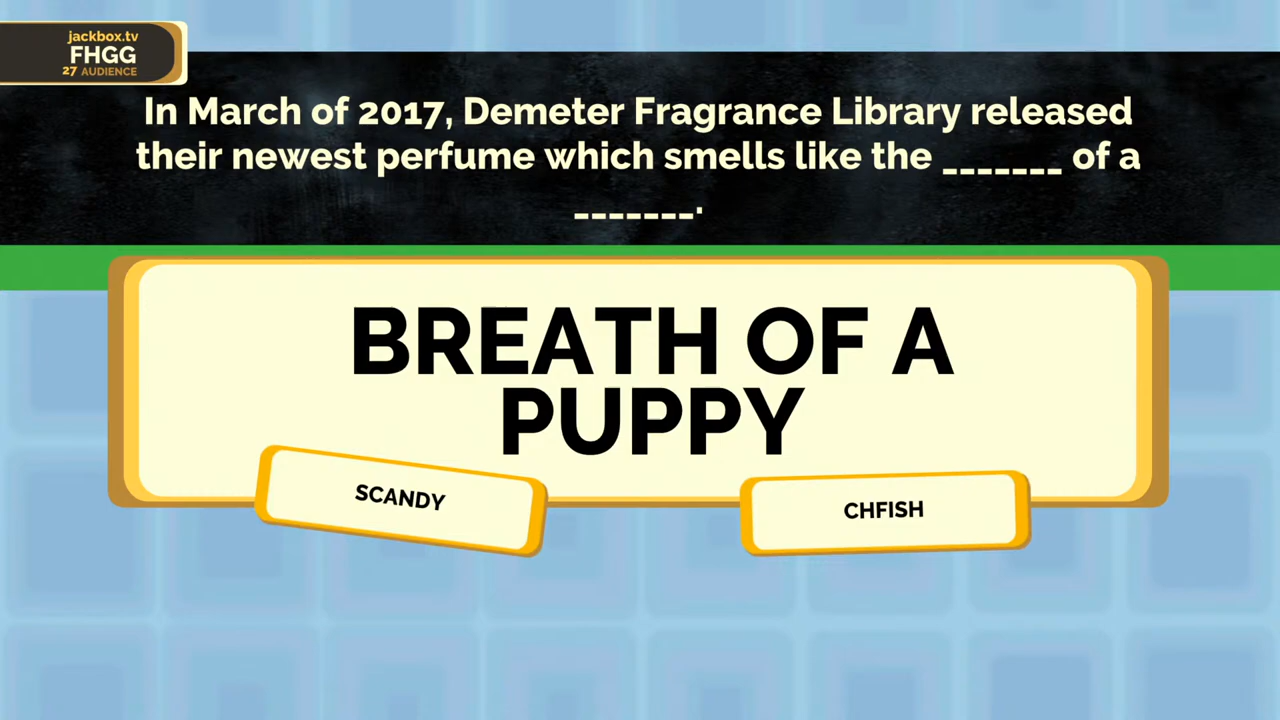 jackbox.tv
FHGG
27 AUDIENCE
In March of 2017, Demeter Fragrance Library released
their newest perfume which smells like the _______ of a
_______.
BREATH OF A
PUPPY
SCANDY
CHFISH